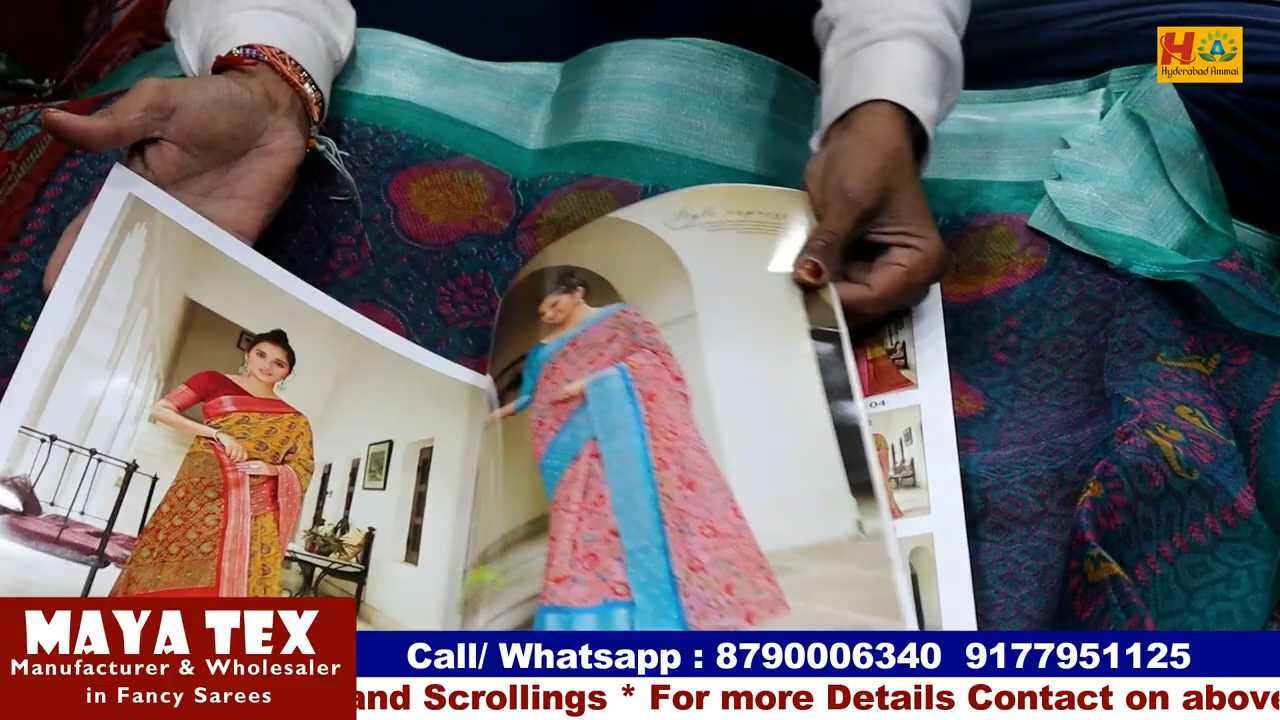 H
Hyderabad Ammai
04
MAYA TEX
Manufacturer & Wholesaler
in Fancy Sarees
Call/ Whatsapp : 8790006340 9177951125
and Scrollings * For more Details Contact on above